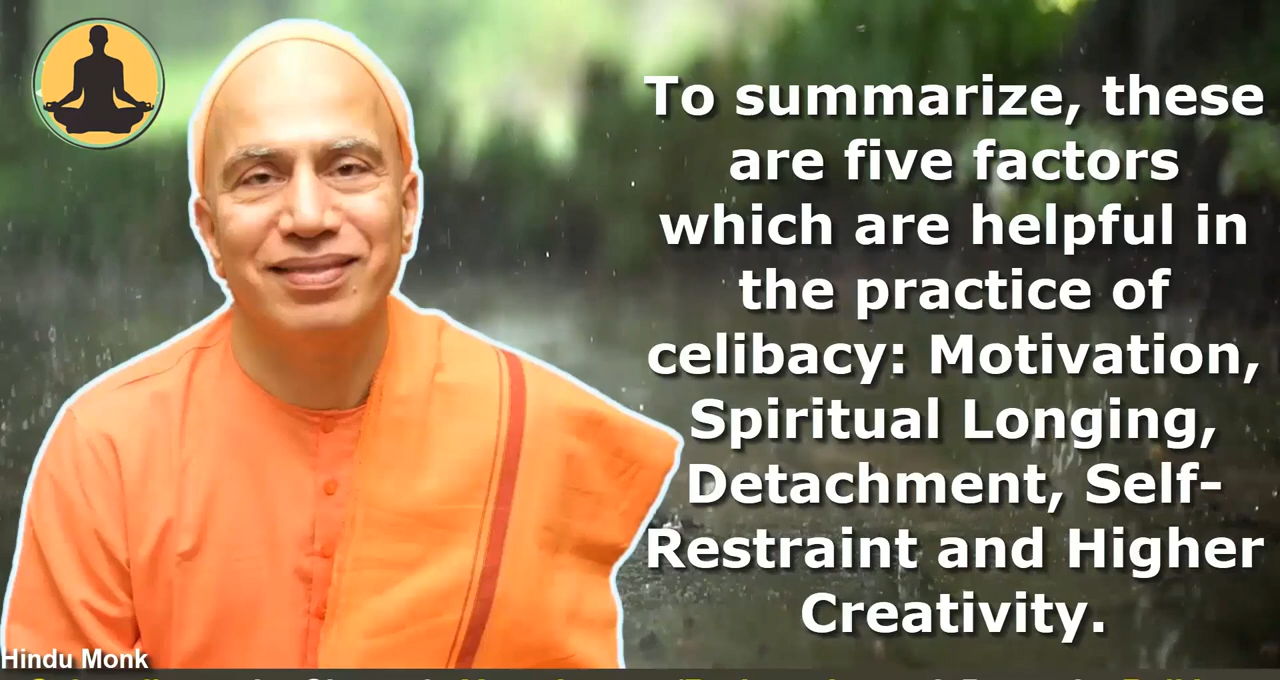 To summarize, these
are five factors
which are helpful in
the practice of
celibacy: Motivation,
Spiritual Longing,
Detachment, Self-
Restraint and Higher
Creativity.
Hindu Monk